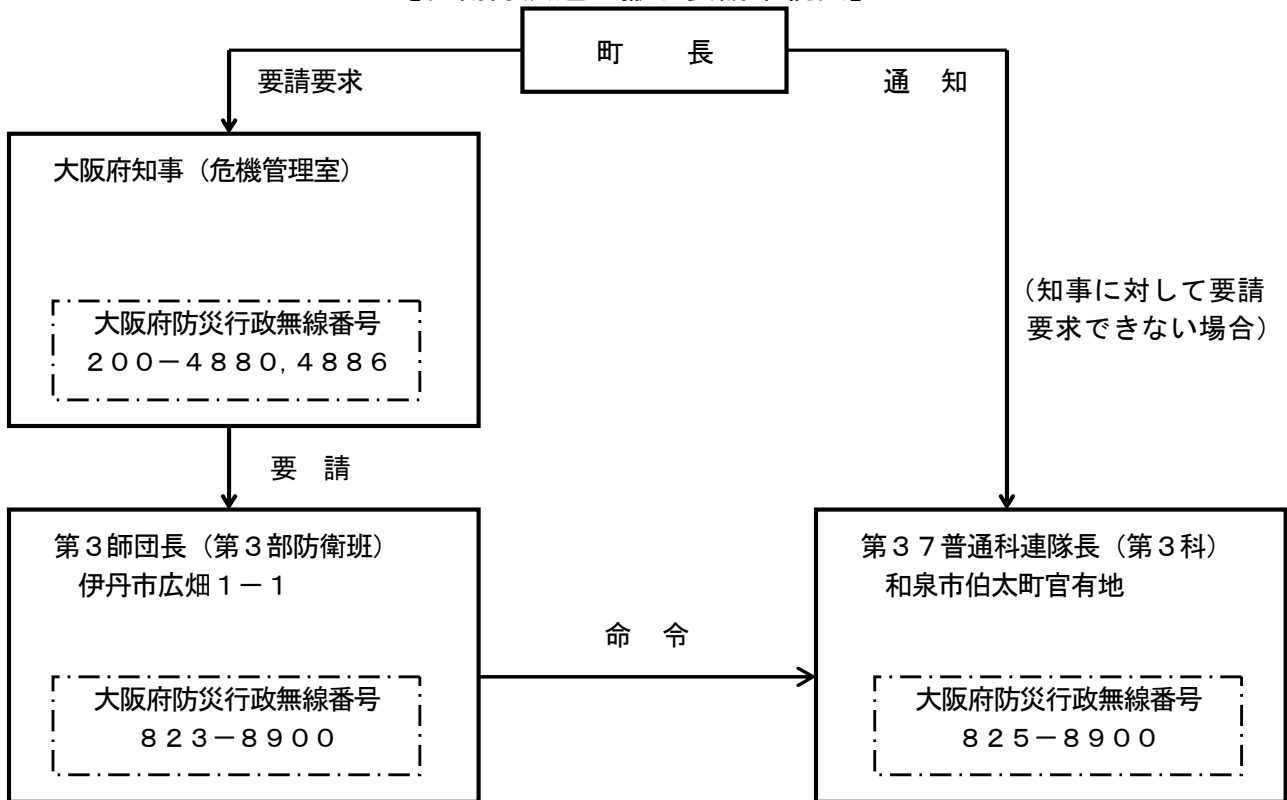 町　　長
要請要求
通　知
大阪府知事（危機管理室）
大阪府防災行政無線番号
２００－４８８０，４８８６
（知事に対して要請
要求できない場合）
要　請
第３師団長（第３部防衛班）
伊丹市広畑１－１
大阪府防災行政無線番号
８２３－８９００
命　令
第３７普通科連隊長（第３科）
和泉市伯太町官有地
大阪府防災行政無線番号
８２５－８９００